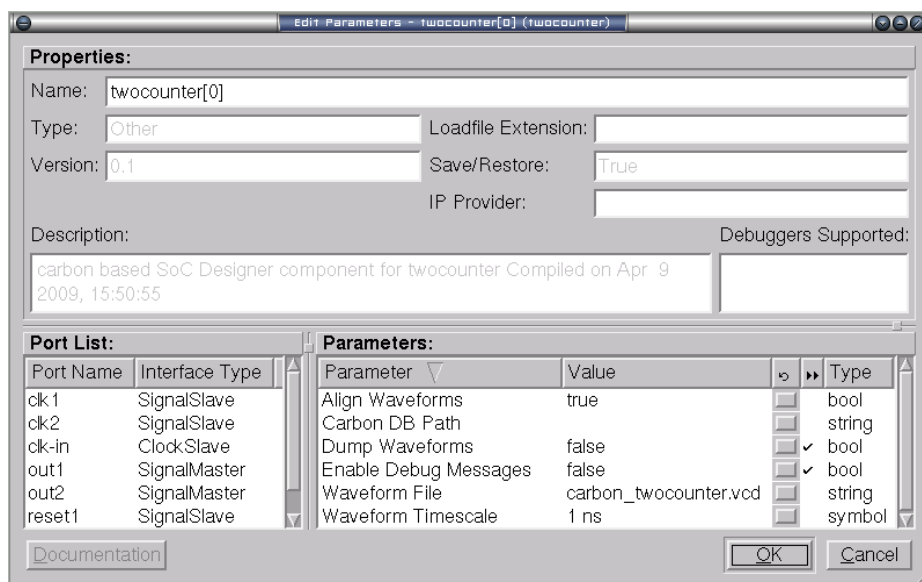 Edit Parameters - twocounter[0] (twocounter)
Properties:
Name: twocounter[0]
Type: Other Loadfile Extension:
Version: 0.1 Save/Restore: True
IP Provider:
Description: Debuggers Supported:
carbon based SoC Designer component for twocounter Compiled on Apr 9
2009, 15:50:55
Port List:
Port Name Interface Type
clk1 SignalSlave
clk2 SignalSlave
clk-in ClockSlave
out1 SignalMaster
out2 SignalMaster
reset1 SignalSlave
Parameters:
Parameter Value Type
Align Waveforms true bool
Carbon DB Path string
Dump Waveforms false bool
Enable Debug Messages false bool
Waveform File carbon_twocounter.vcd string
Waveform Timescale 1 ns symbol
Documentation OK Cancel